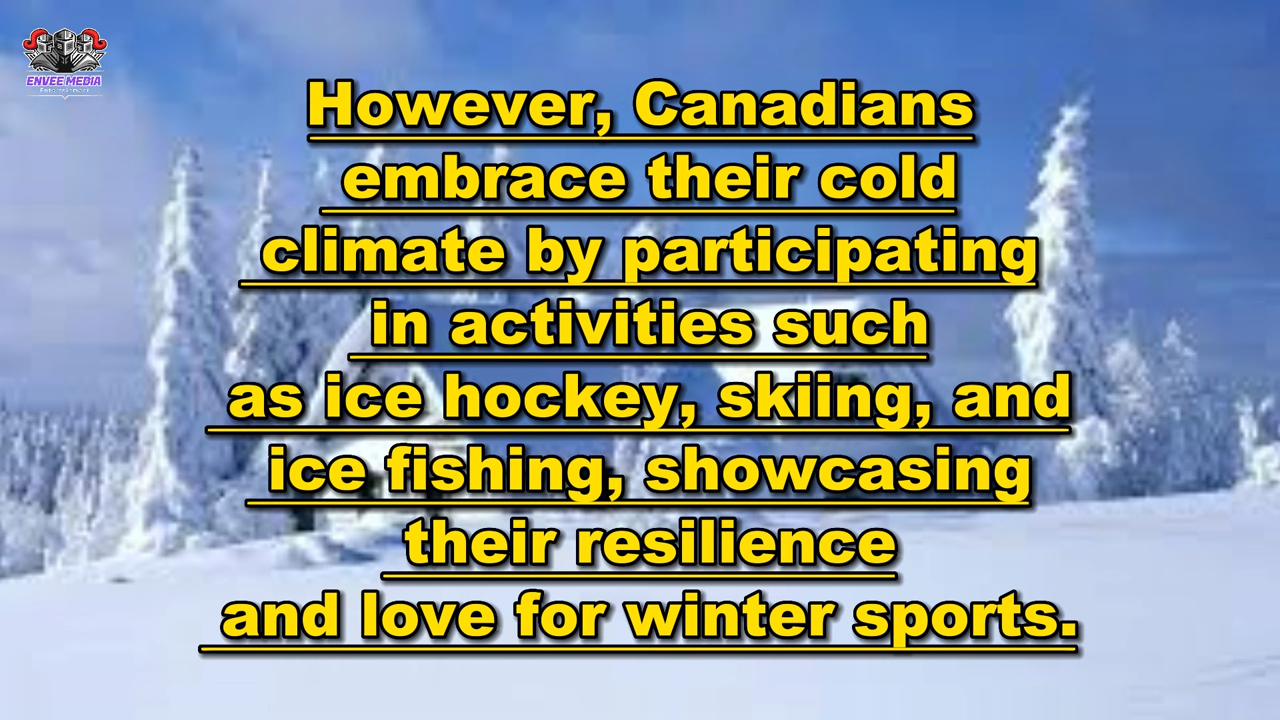 ENVEE MEDIA
Entertainment
However, Canadians
embrace their cold
climate by participating
in activities such
as ice hockey, skiing, and
ice fishing, showcasing
their resilience
and love for winter sports.